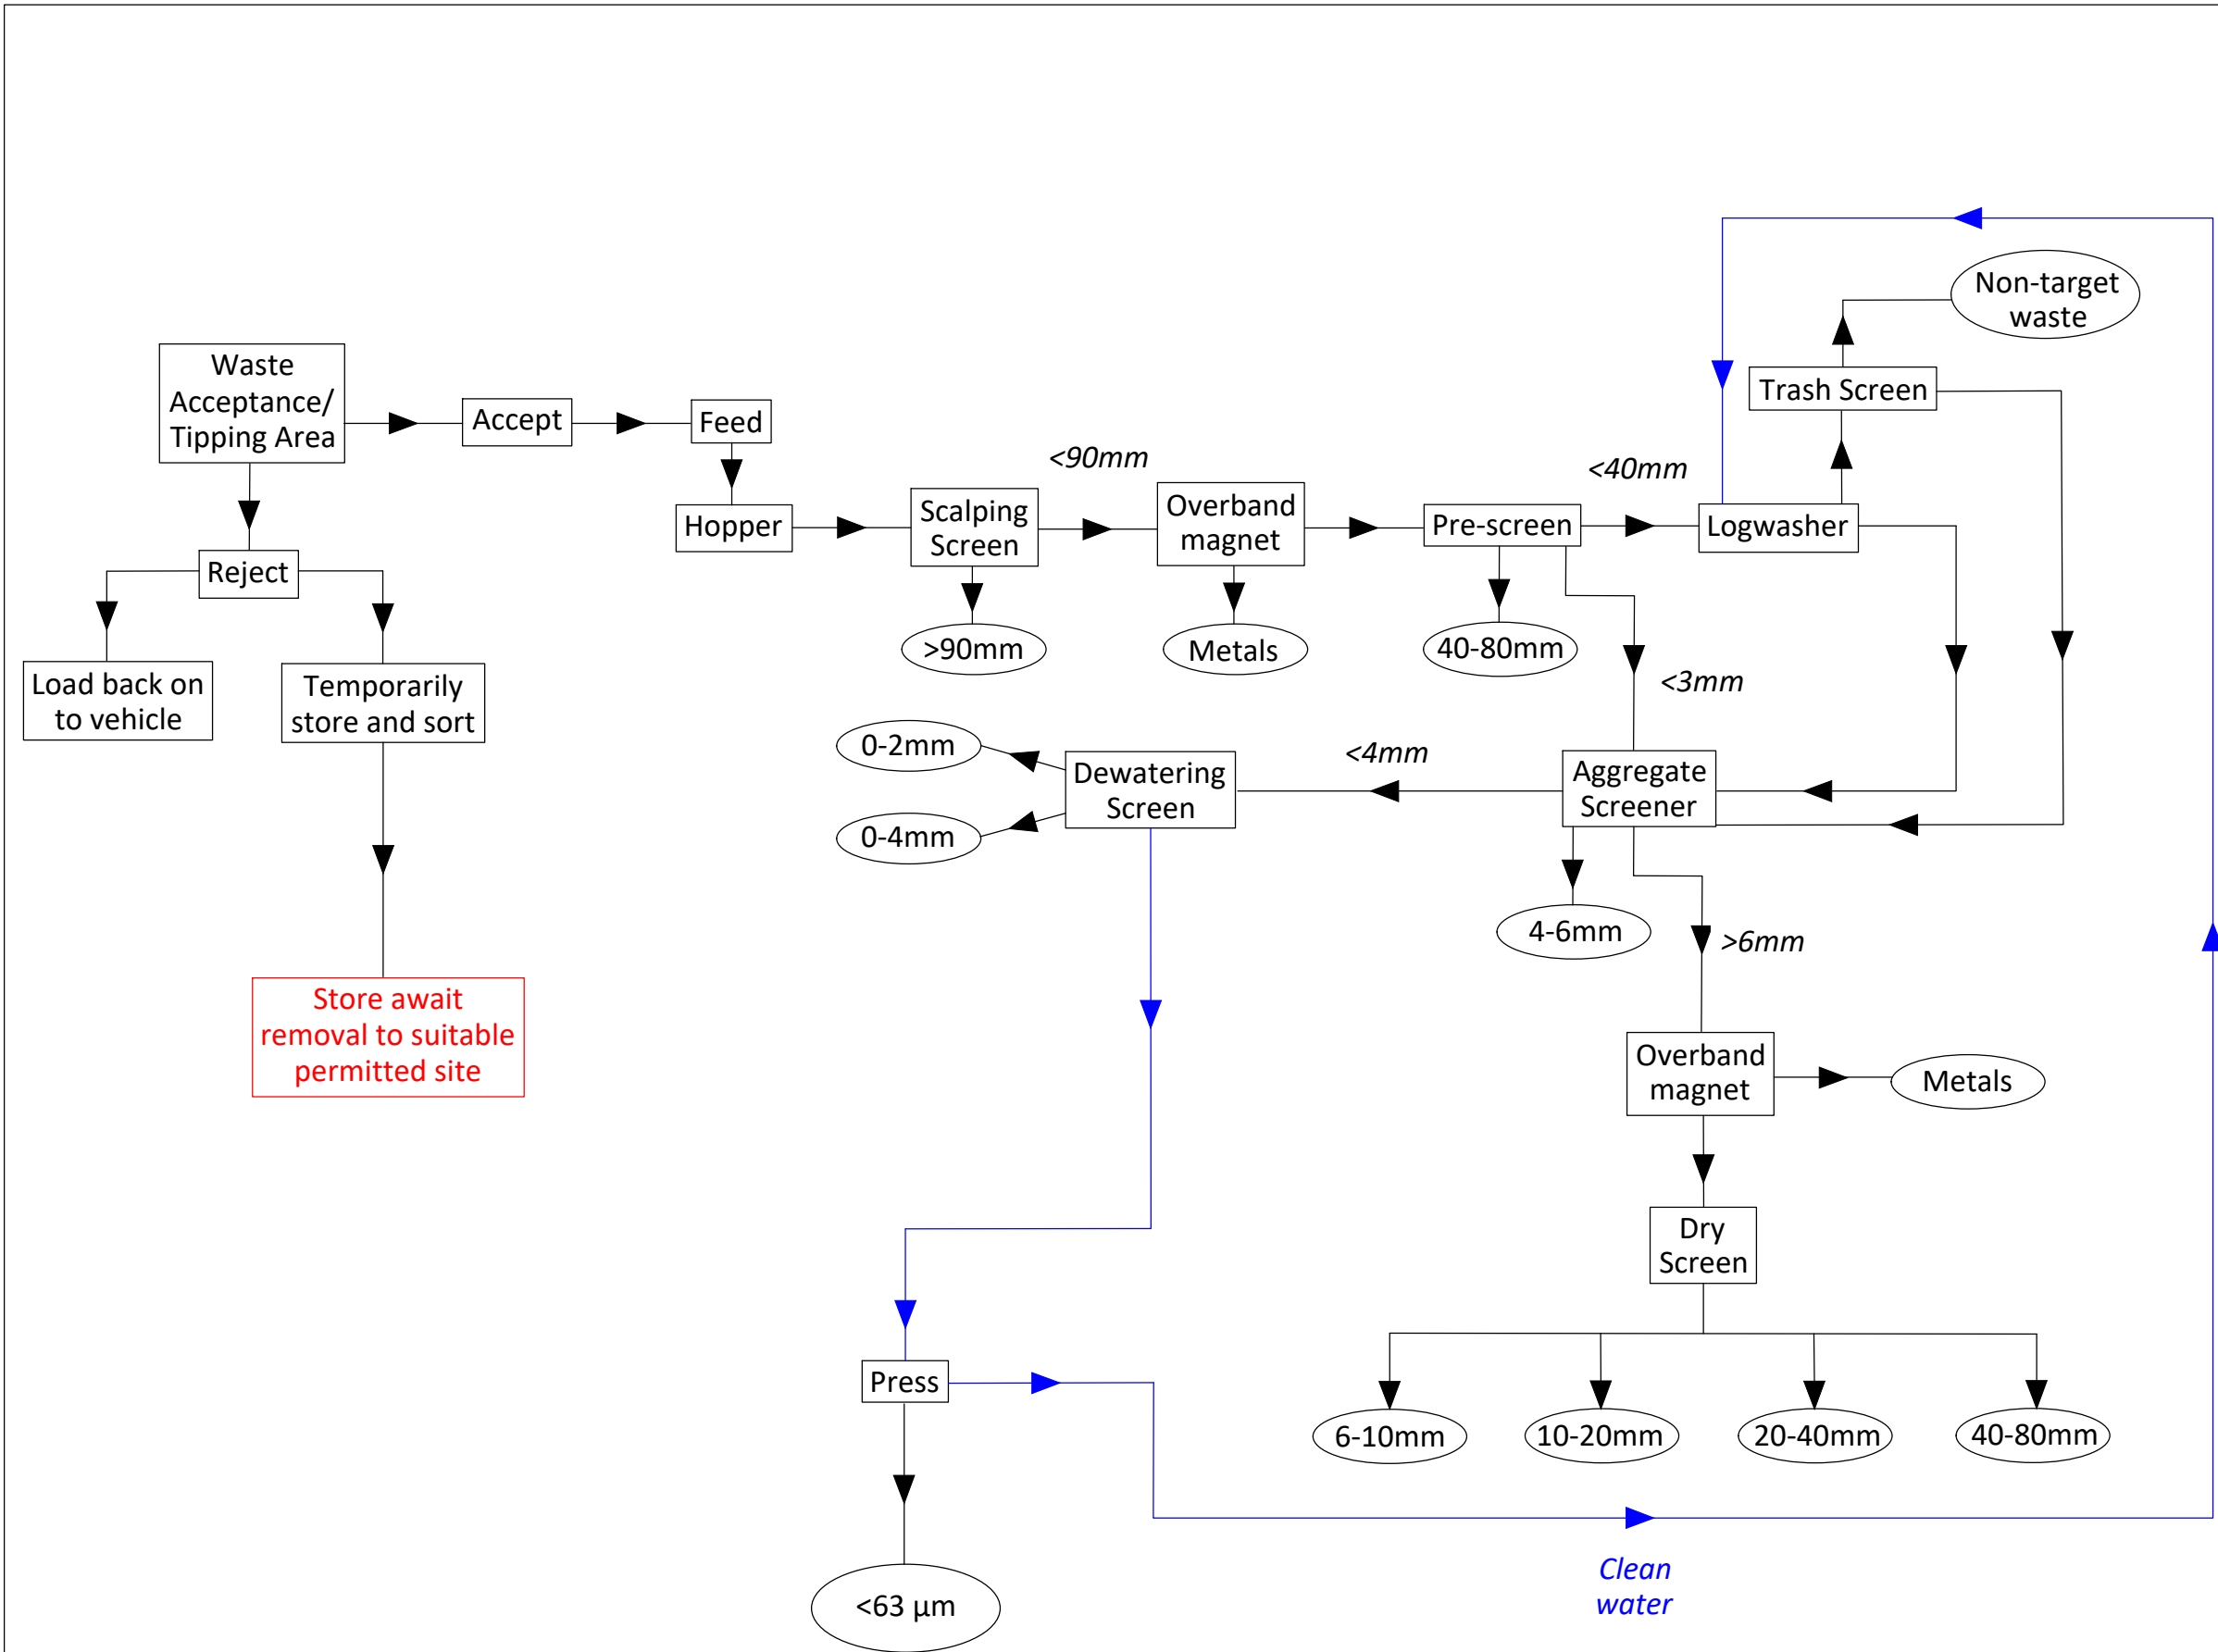 Non-target
waste
Waste
Acceptance/
Tipping Area
Accept
Feed
Trash Screen
<90mm
<40mm
Hopper
Scalping
Screen
Overband
magnet
Pre-screen
Logwasher
Reject
>90mm
Metals
40-80mm
<3mm
Load back on
to vehicle
Temporarily
store and sort
0-2mm
0-4mm
Dewatering
Screen
<4mm
Aggregate
Screener
4-6mm
>6mm
Store await
removal to suitable
permitted site
Overband
magnet
Metals
Dry
Screen
Press
6-10mm
10-20mm
20-40mm
40-80mm
<63 µm
Clean
water